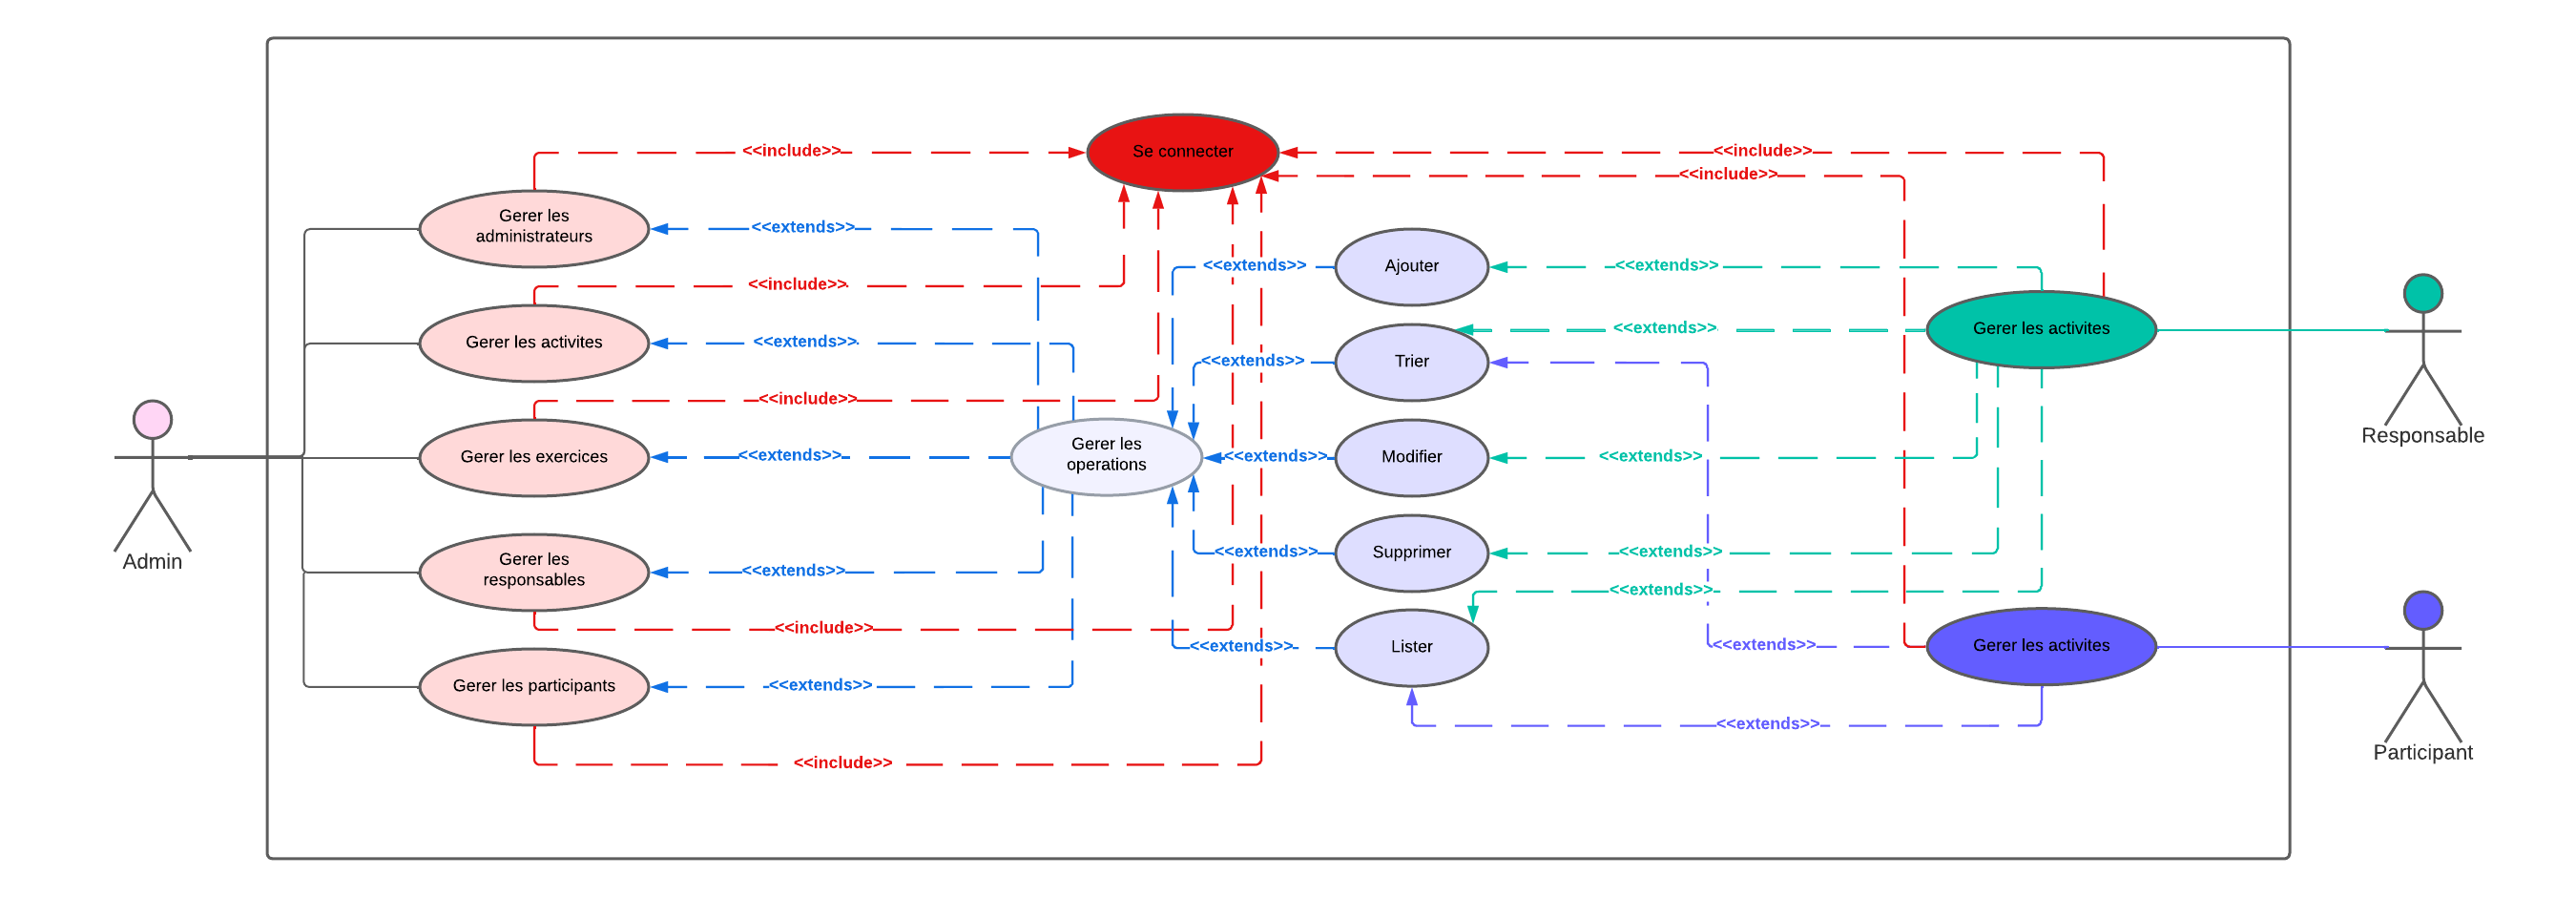 Se connecter
<<include>>
<<include>>
<<include>>
Gerer les
administrateurs
<<extends>>
<<extends>>
Ajouter
<<extends>>
<<include>>
Gerer les activites
<<extends>>
<<extends>>
Trier
<<extends>>
Gerer les activites
<<include>>
Responsable
Gerer les exercices
<<extends>>
Gerer les
operations
<<extends>>
Modifier
<<extends>>
Admin
Gerer les
responsables
<<extends>>
<<extends>>
Supprimer
<<extends>>
<<extends>>
<<include>>
<<extends>>
Lister
<<extends>>
Gerer les activites
Gerer les participants
<<extends>>
<<extends>>
Participant
<<include>>